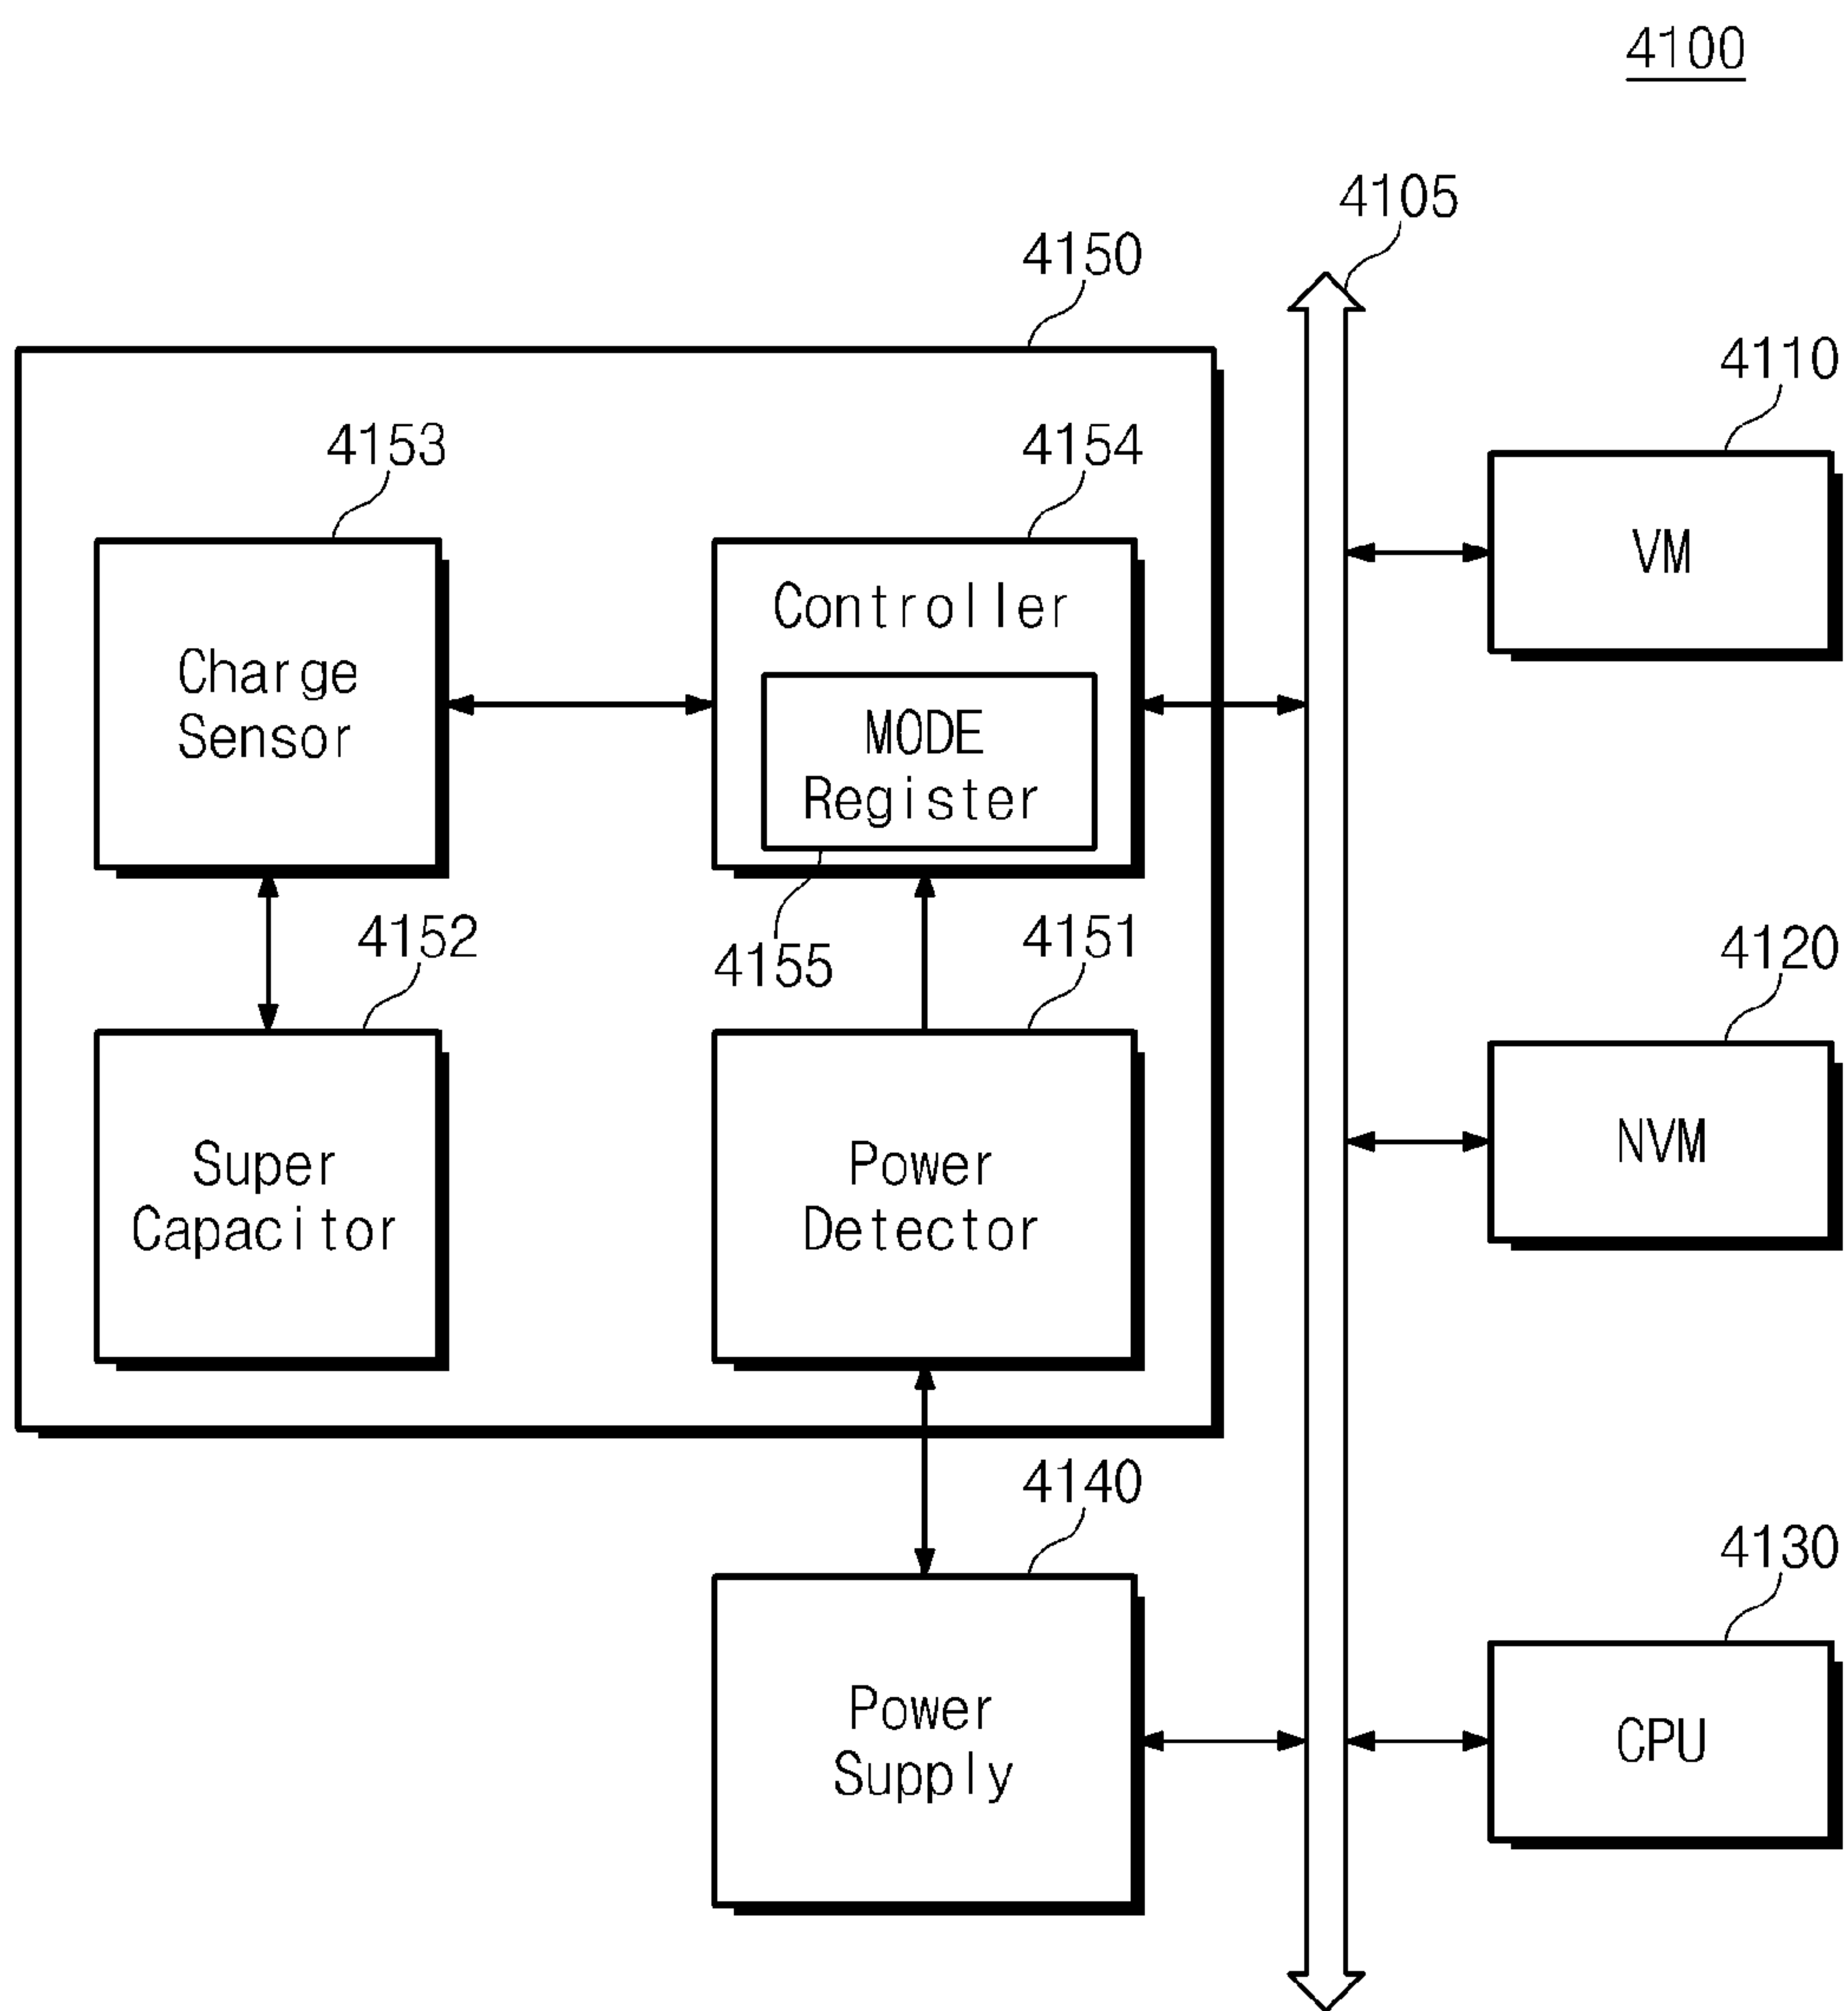 4100
4105
4150
4110
4153
4154
VM
Controller
Charge
Sensor
MODE
Register
4152
4155
4151
4120
NVM
Super
Capacitor
Power
Detector
4140
4130
Power
Supply
CPU